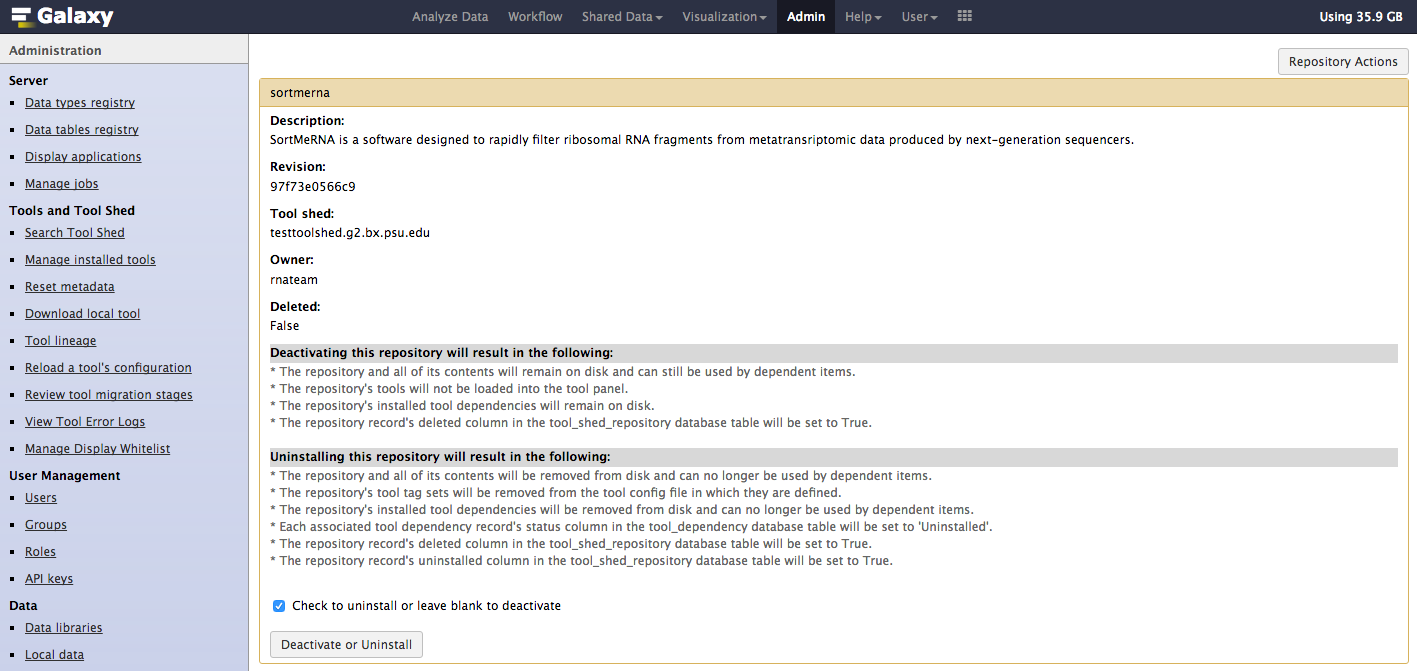 Galaxy
Analyze Data Workflow Shared Data Visualization Admin Help User Using 35.9 GB
Administration
Server
Data types registry
Data tables registry
Display applications
Manage jobs
Tools and Tool Shed
Search Tool Shed
Manage installed tools
Reset metadata
Download local tool
Tool lineage
Reload a tool's configuration
Review tool migration stages
View Tool Error Logs
Manage Display Whitelist
User Management
Users
Groups
Roles
API keys
Data
Data libraries
Local data
Repository Actions
sortmerna
Description:
SortMeRNA is a software designed to rapidly filter ribosomal RNA fragments from metatransriptomic data produced by next-generation sequencers.
Revision:
97f73e0566c9
Tool shed:
testtoolshed.g2.bx.psu.edu
Owner:
rnateam
Deleted:
False
Deactivating this repository will result in the following:
* The repository and all of its contents will remain on disk and can still be used by dependent items.
* The repository's tools will not be loaded into the tool panel.
* The repository's installed tool dependencies will remain on disk.
* The repository record's deleted column in the tool_shed_repository database table will be set to True.
Uninstalling this repository will result in the following:
* The repository and all of its contents will be removed from disk and can no longer be used by dependent items.
* The repository's tool tag sets will be removed from the tool config file in which they are defined.
* The repository's installed tool dependencies will be removed from disk and can no longer be used by dependent items.
* Each associated tool dependency record's status column in the tool_dependency database table will be set to 'Uninstalled'.
* The repository record's deleted column in the tool_shed_repository database table will be set to True.
* The repository record's uninstalled column in the tool_shed_repository database table will be set to True.
Check to uninstall or leave blank to deactivate
Deactivate or Uninstall